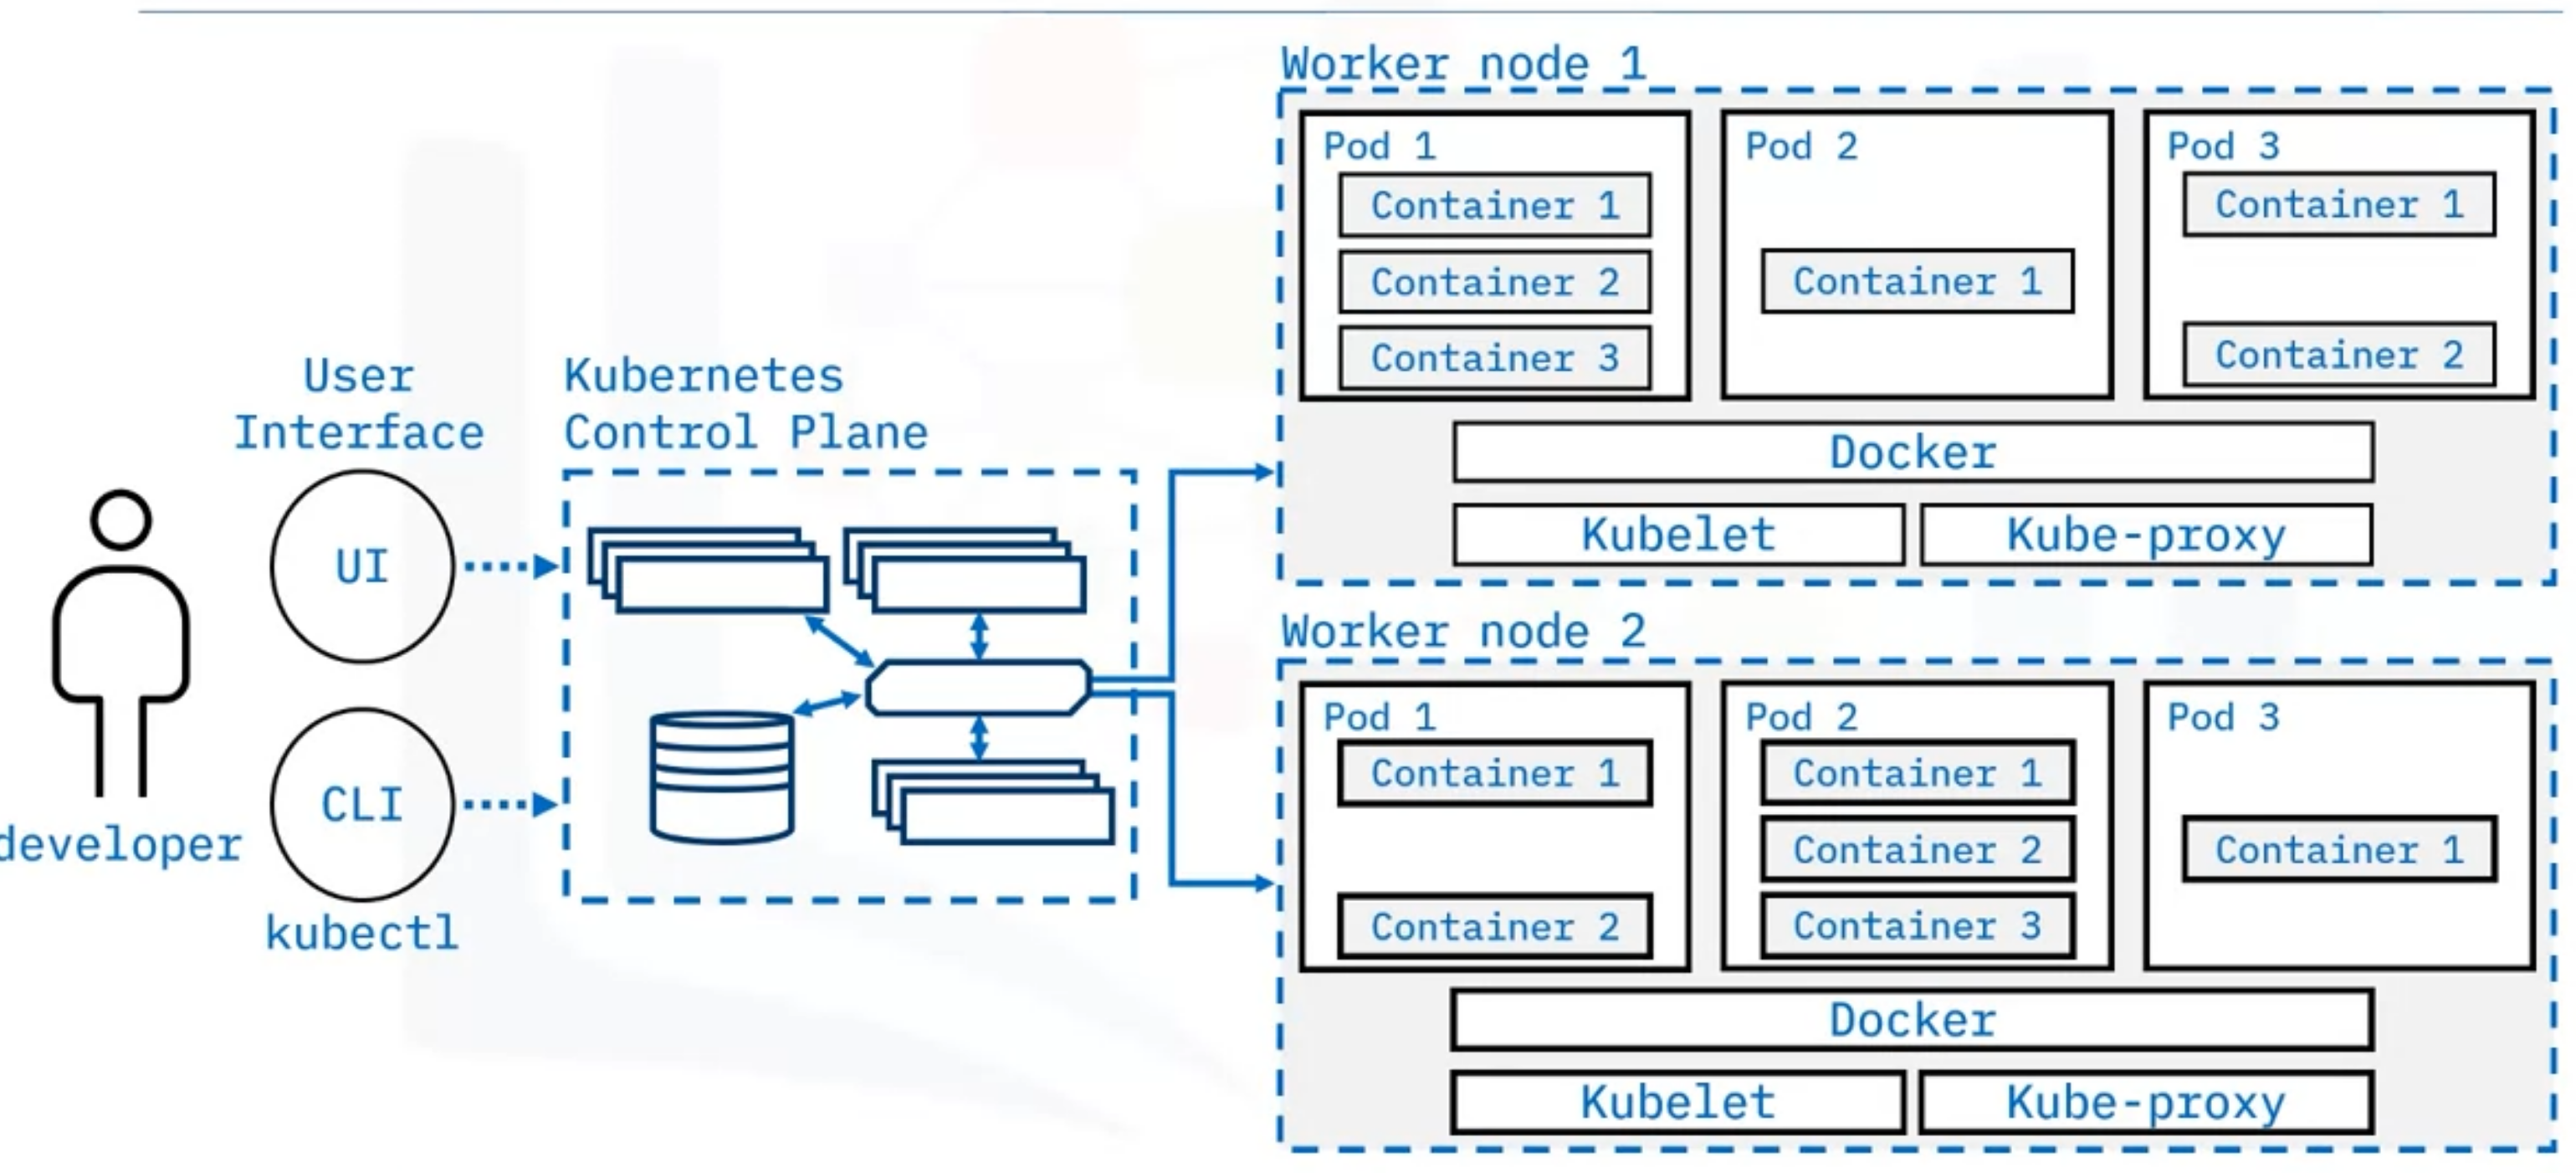 developer
User
Interface
UI
CLI
kubectl
Kubernetes
Control Plane
Worker node 1
Pod 1
Container 1
Container 2
Container 3
Pod 2
Container 1
Pod 3
Container 1
Container 2
Docker
Kubelet
Kube-proxy
Worker node 2
Pod 1
Container 1
Container 2
Pod 2
Container 1
Container 2
Container 3
Pod 3
Container 1
Docker
Kubelet
Kube-proxy